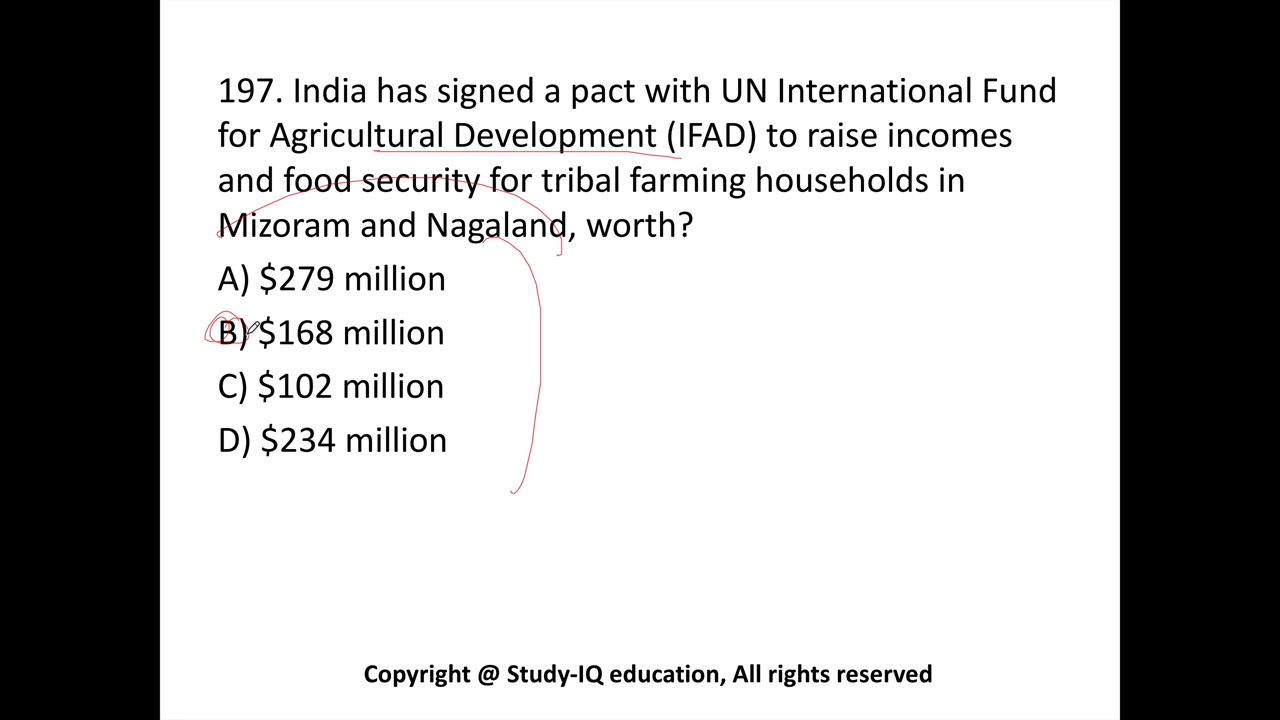 197. India has signed a pact with UN International Fund
for Agricultural Development (IFAD) to raise incomes
and food security for tribal farming households in
Mizoram and Nagaland, worth?
A) $279 million
B) $168 million
C) $102 million
D) $234 million
Copyright @ Study-IQ education, All rights reserved